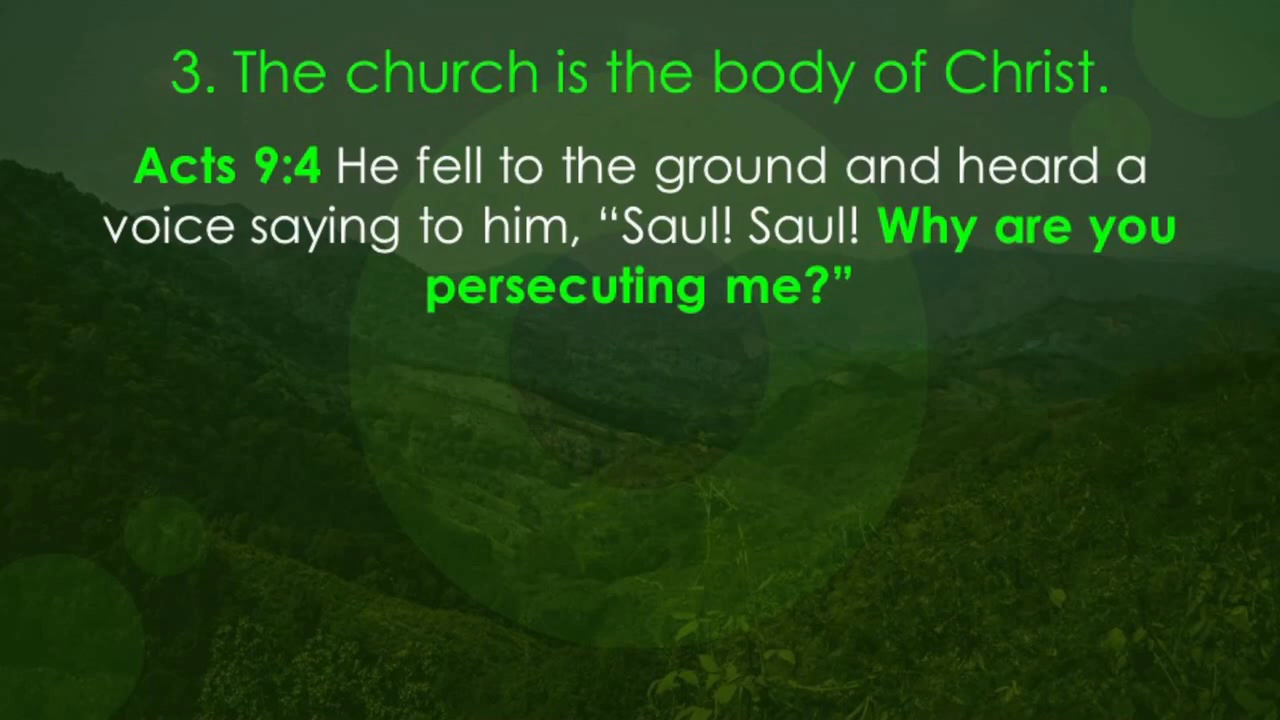 3. The church is the body of Christ.
Acts 9:4 He fell to the ground and heard a
voice saying to him, “Saul! Saul! Why are you
persecuting me?”